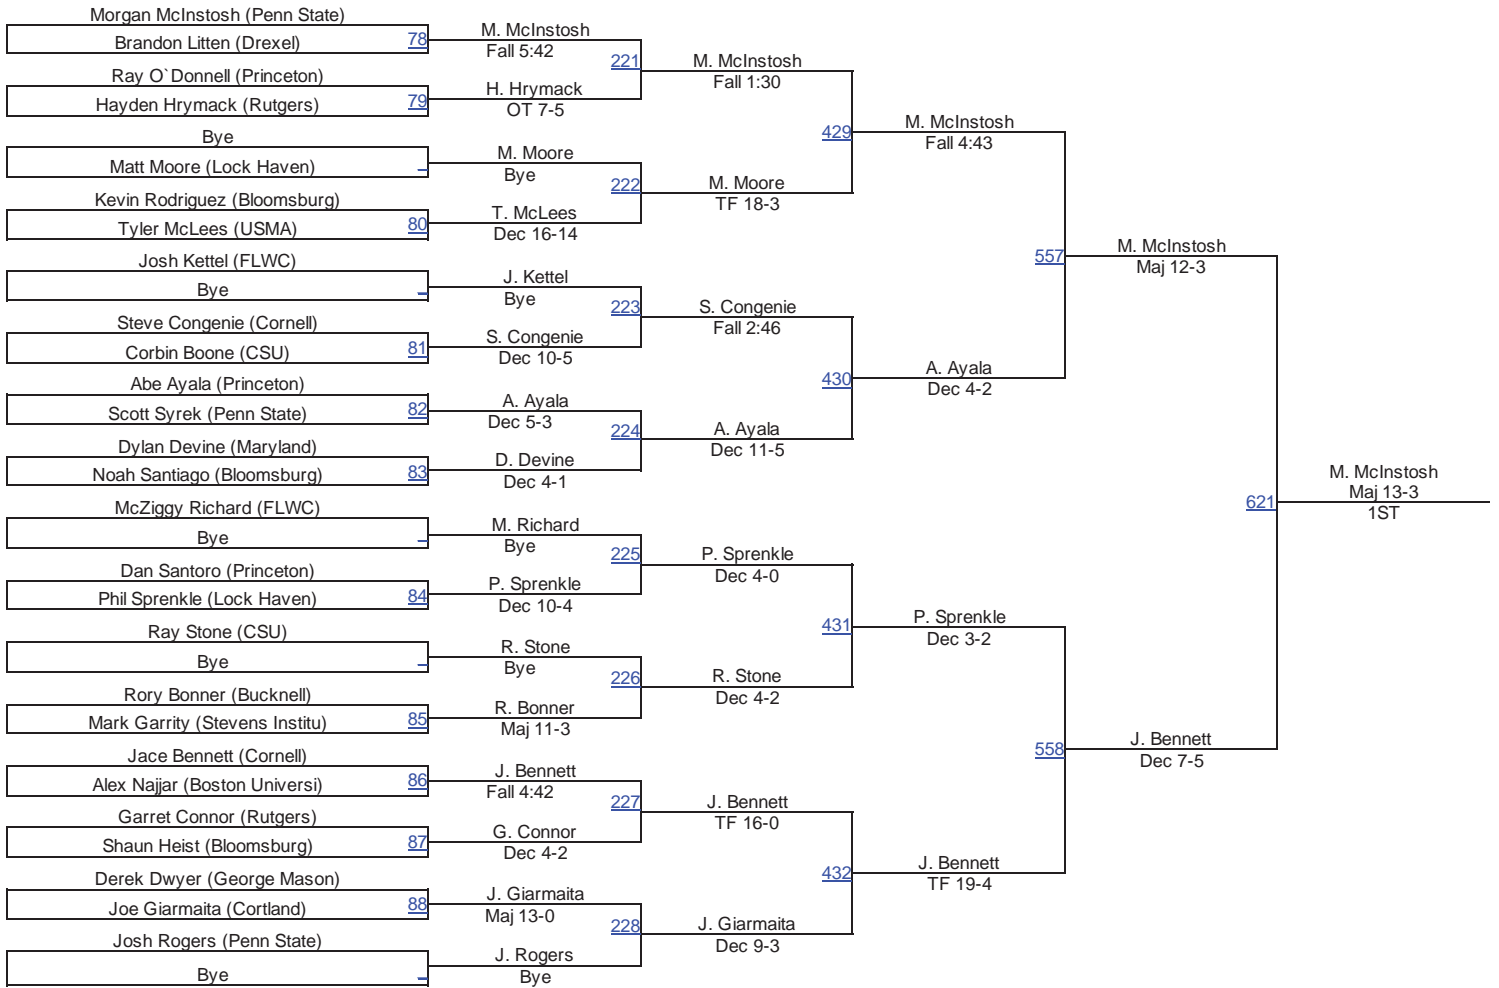 Morgan McInstosh (Penn State)
Brandon Litten (Drexel)
78
Ray O`Donnell (Princeton)
Hayden Hrymack (Rutgers)
79
Bye
Matt Moore (Lock Haven)
Kevin Rodriguez (Bloomsburg)
Tyler McLees (USMA)
80
Josh Kettel (FLWC)
Bye
Steve Congenie (Cornell)
Corbin Boone (CSU)
81
Abe Ayala (Princeton)
Scott Syrek (Penn State)
82
Dylan Devine (Maryland)
Noah Santiago (Bloomsburg)
83
McZiggy Richard (FLWC)
Bye
Dan Santoro (Princeton)
Phil Sprenkle (Lock Haven)
84
Ray Stone (CSU)
Bye
Rory Bonner (Bucknell)
Mark Garrity (Stevens Institu)
85
Jace Bennett (Cornell)
Alex Najjar (Boston Universi)
86
Garret Connor (Rutgers)
Shaun Heist (Bloomsburg)
87
Derek Dwyer (George Mason)
Joe Giarmaita (Cortland)
88
Josh Rogers (Penn State)
Bye
M. McInstosh
Fall 5:42
221
H. Hrymack
OT 7-5
M. Moore
Bye
222
T. McLees
Dec 16-14
J. Kettel
Bye
223
S. Congenie
Dec 10-5
A. Ayala
Dec 5-3
224
D. Devine
Dec 4-1
M. Richard
Bye
225
P. Sprenkle
Dec 10-4
R. Stone
Bye
226
R. Bonner
Maj 11-3
J. Bennett
Fall 4:42
227
G. Connor
Dec 4-2
J. Giarmaita
Maj 13-0
228
J. Rogers
Bye
M. McInstosh
Fall 1:30
429
M. Moore
TF 18-3
S. Congenie
Fall 2:46
430
A. Ayala
Dec 11-5
P. Sprenkle
Dec 4-0
431
R. Stone
Dec 4-2
J. Bennett
TF 16-0
432
J. Giarmaita
Dec 9-3
M. McInstosh
Fall 4:43
557
A. Ayala
Dec 4-2
P. Sprenkle
Dec 3-2
558
J. Bennett
TF 19-4
M. McInstosh
Maj 12-3
621
J. Bennett
Dec 7-5
M. McInstosh
Maj 13-3
1ST